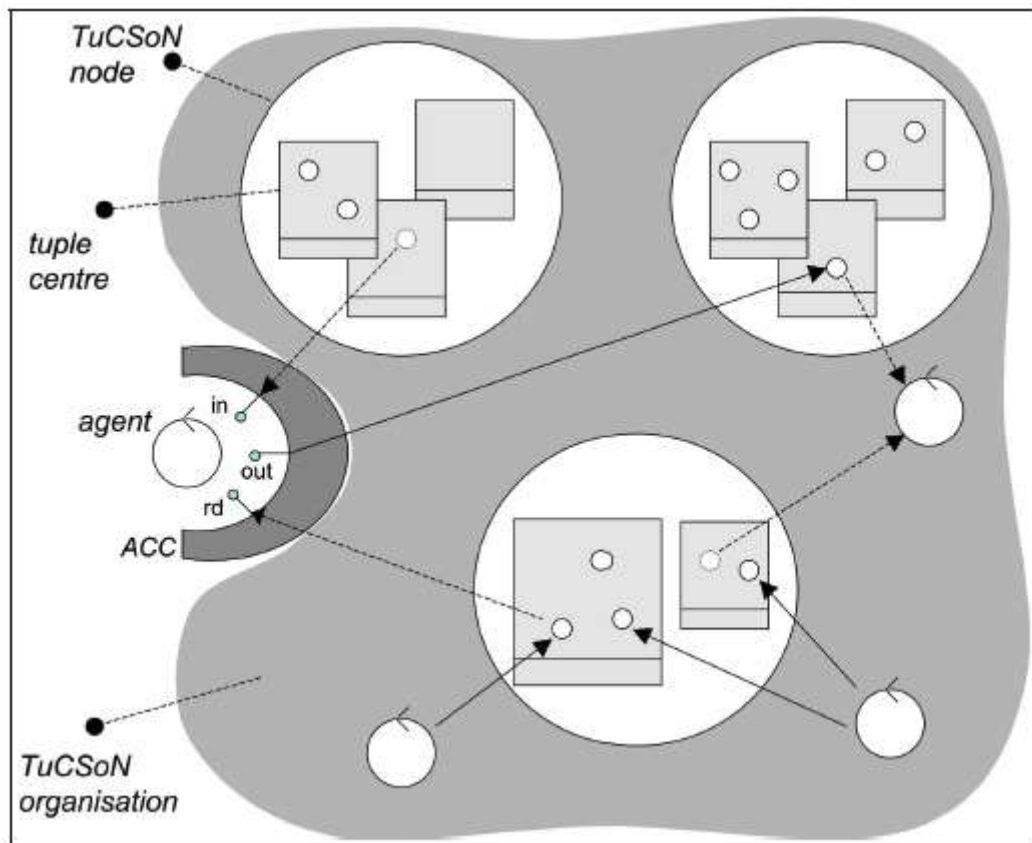 TuCSoN
node
tuple
centre
agent
in
out
rd
ACC
TuCSoN
organisation